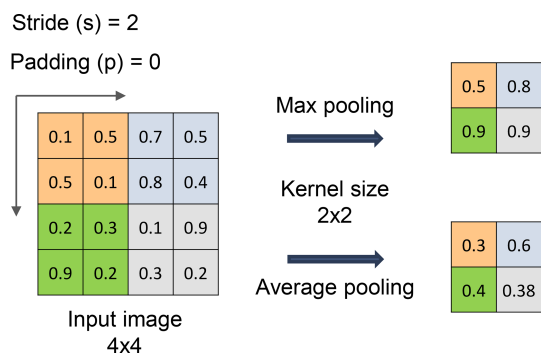 Stride (s) = 2
Padding (p) = 0
0.1 0.5 0.7 0.5
0.5 0.1 0.8 0.4
0.2 0.3 0.1 0.9
0.9 0.2 0.3 0.2
Input image
4x4
Max pooling
Kernel size
2x2
Average pooling
0.5 0.8
0.9 0.9
0.3 0.6
0.4 0.38